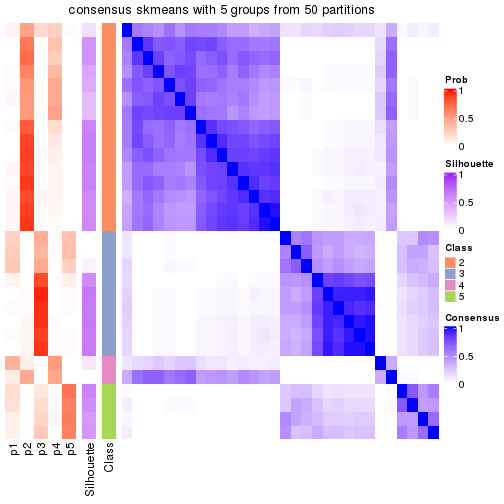 consensus skmeans with 5 groups from 50 partitions
Prob
1
0.5
0
Silhouette
1
0.5
0
Class
2
3
4
5
Consensus
1
0.5
0
p1
p2
p3
p4
p5
Silhouette
Class